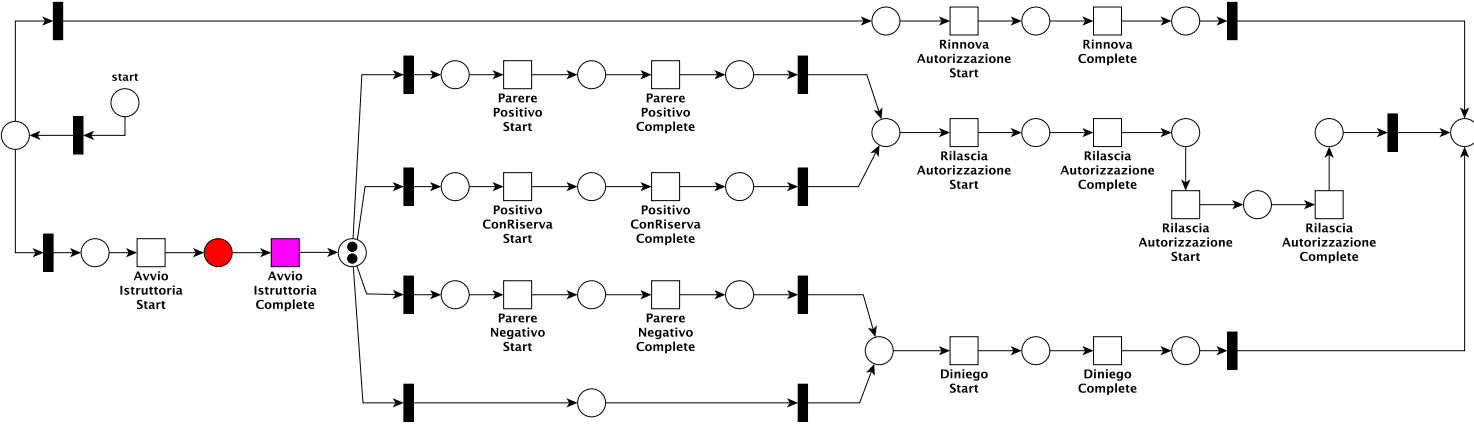 Rinnova
Autorizzazione
Start
Rinnova
Complete
start
Parere
Positivo
Start
Parere
Positivo
Complete
Rilascia
Autorizzazione
Start
Rilascia
Autorizzazione
Complete
Positivo
ConRiserva
Start
Positivo
ConRiserva
Complete
Rilascia
Autorizzazione
Start
Rilascia
Autorizzazione
Complete
Avvio
Istruttoria
Start
Avvio
Istruttoria
Complete
Parere
Negativo
Start
Parere
Negativo
Complete
Diniego
Start
Diniego
Complete